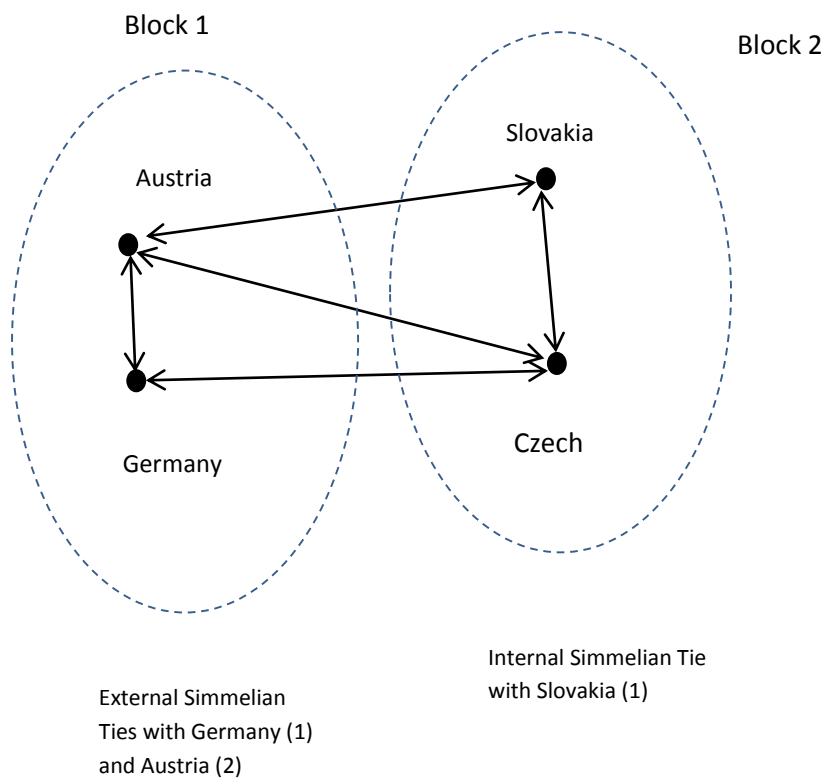 Block 1
Block 2
Slovakia
Austria
Germany
Czech
External Simmelian
Ties with Germany (1)
and Austria (2)
Internal Simmelian Tie
with Slovakia (1)